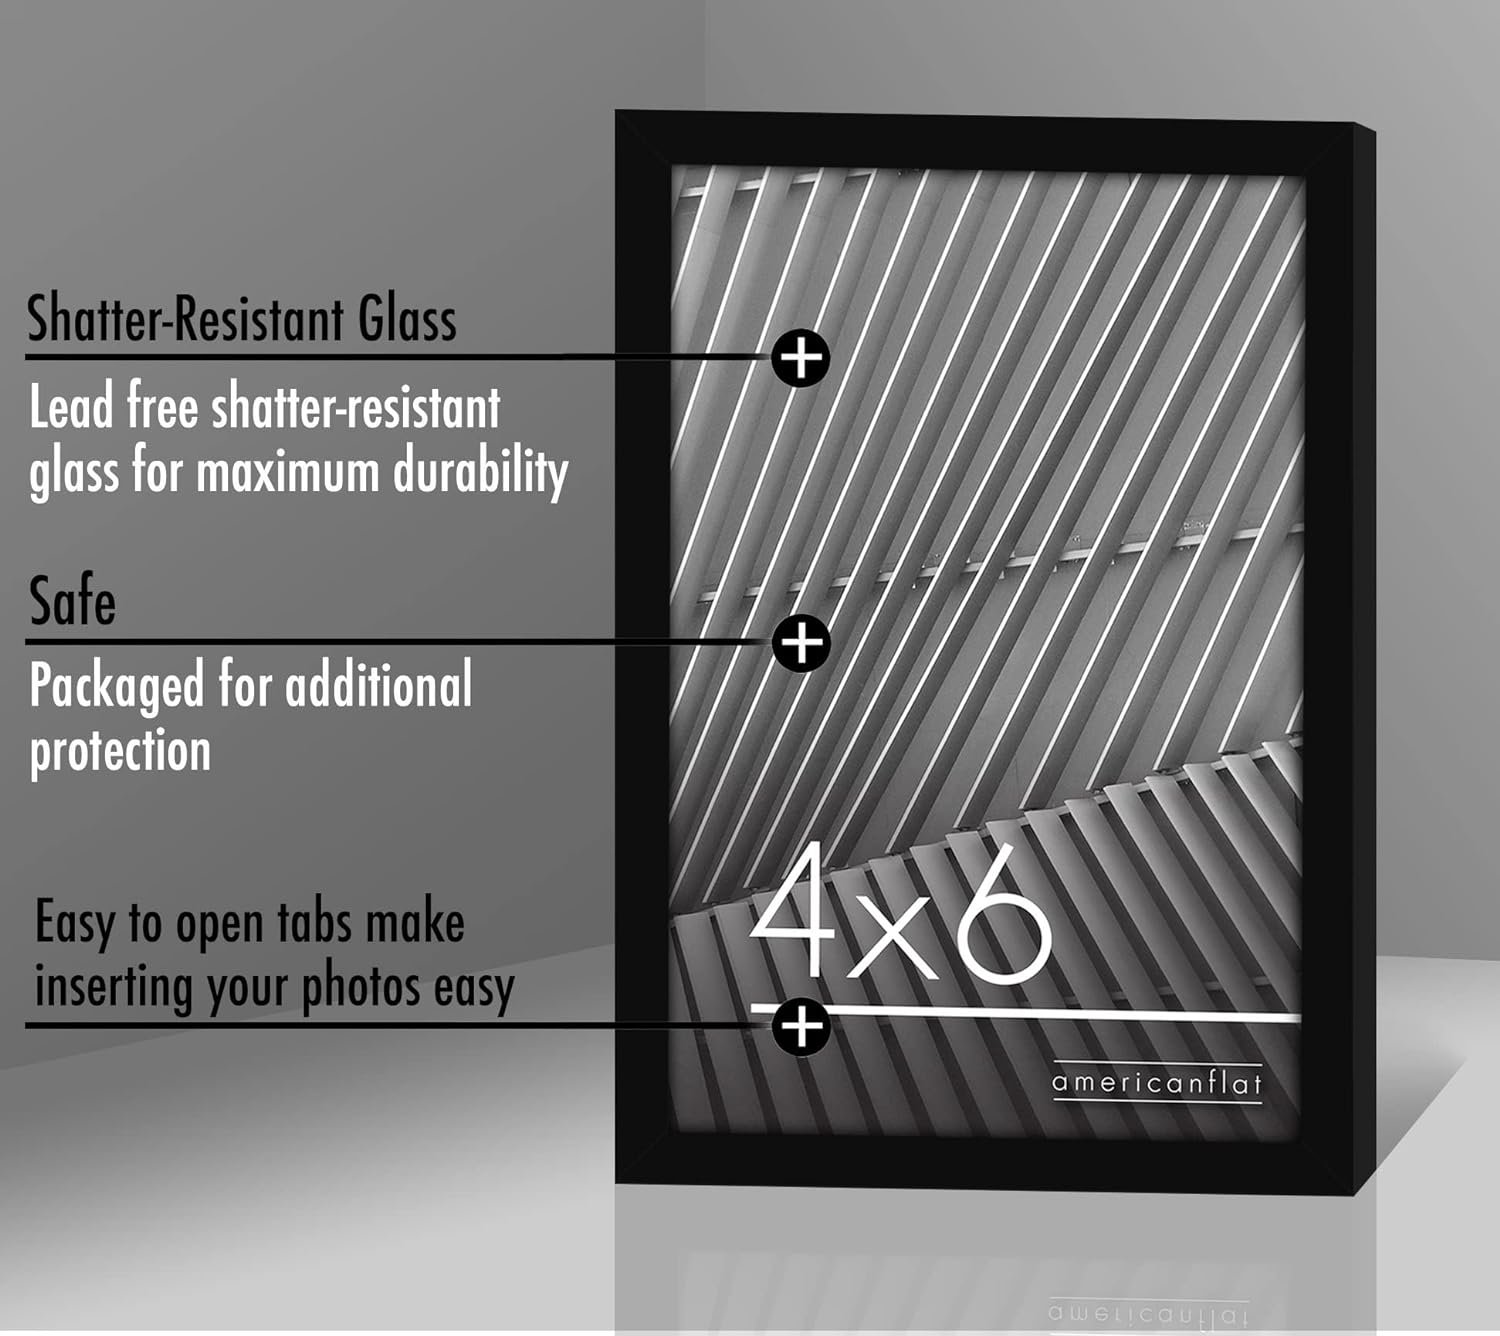 Shatter-Resistant Glass
Lead free shatter-resistant
glass for maximum durability
Safe
Packaged for additional
protection
Easy to open tabs make
inserting your photos easy
4x6
americanflat
americanflat